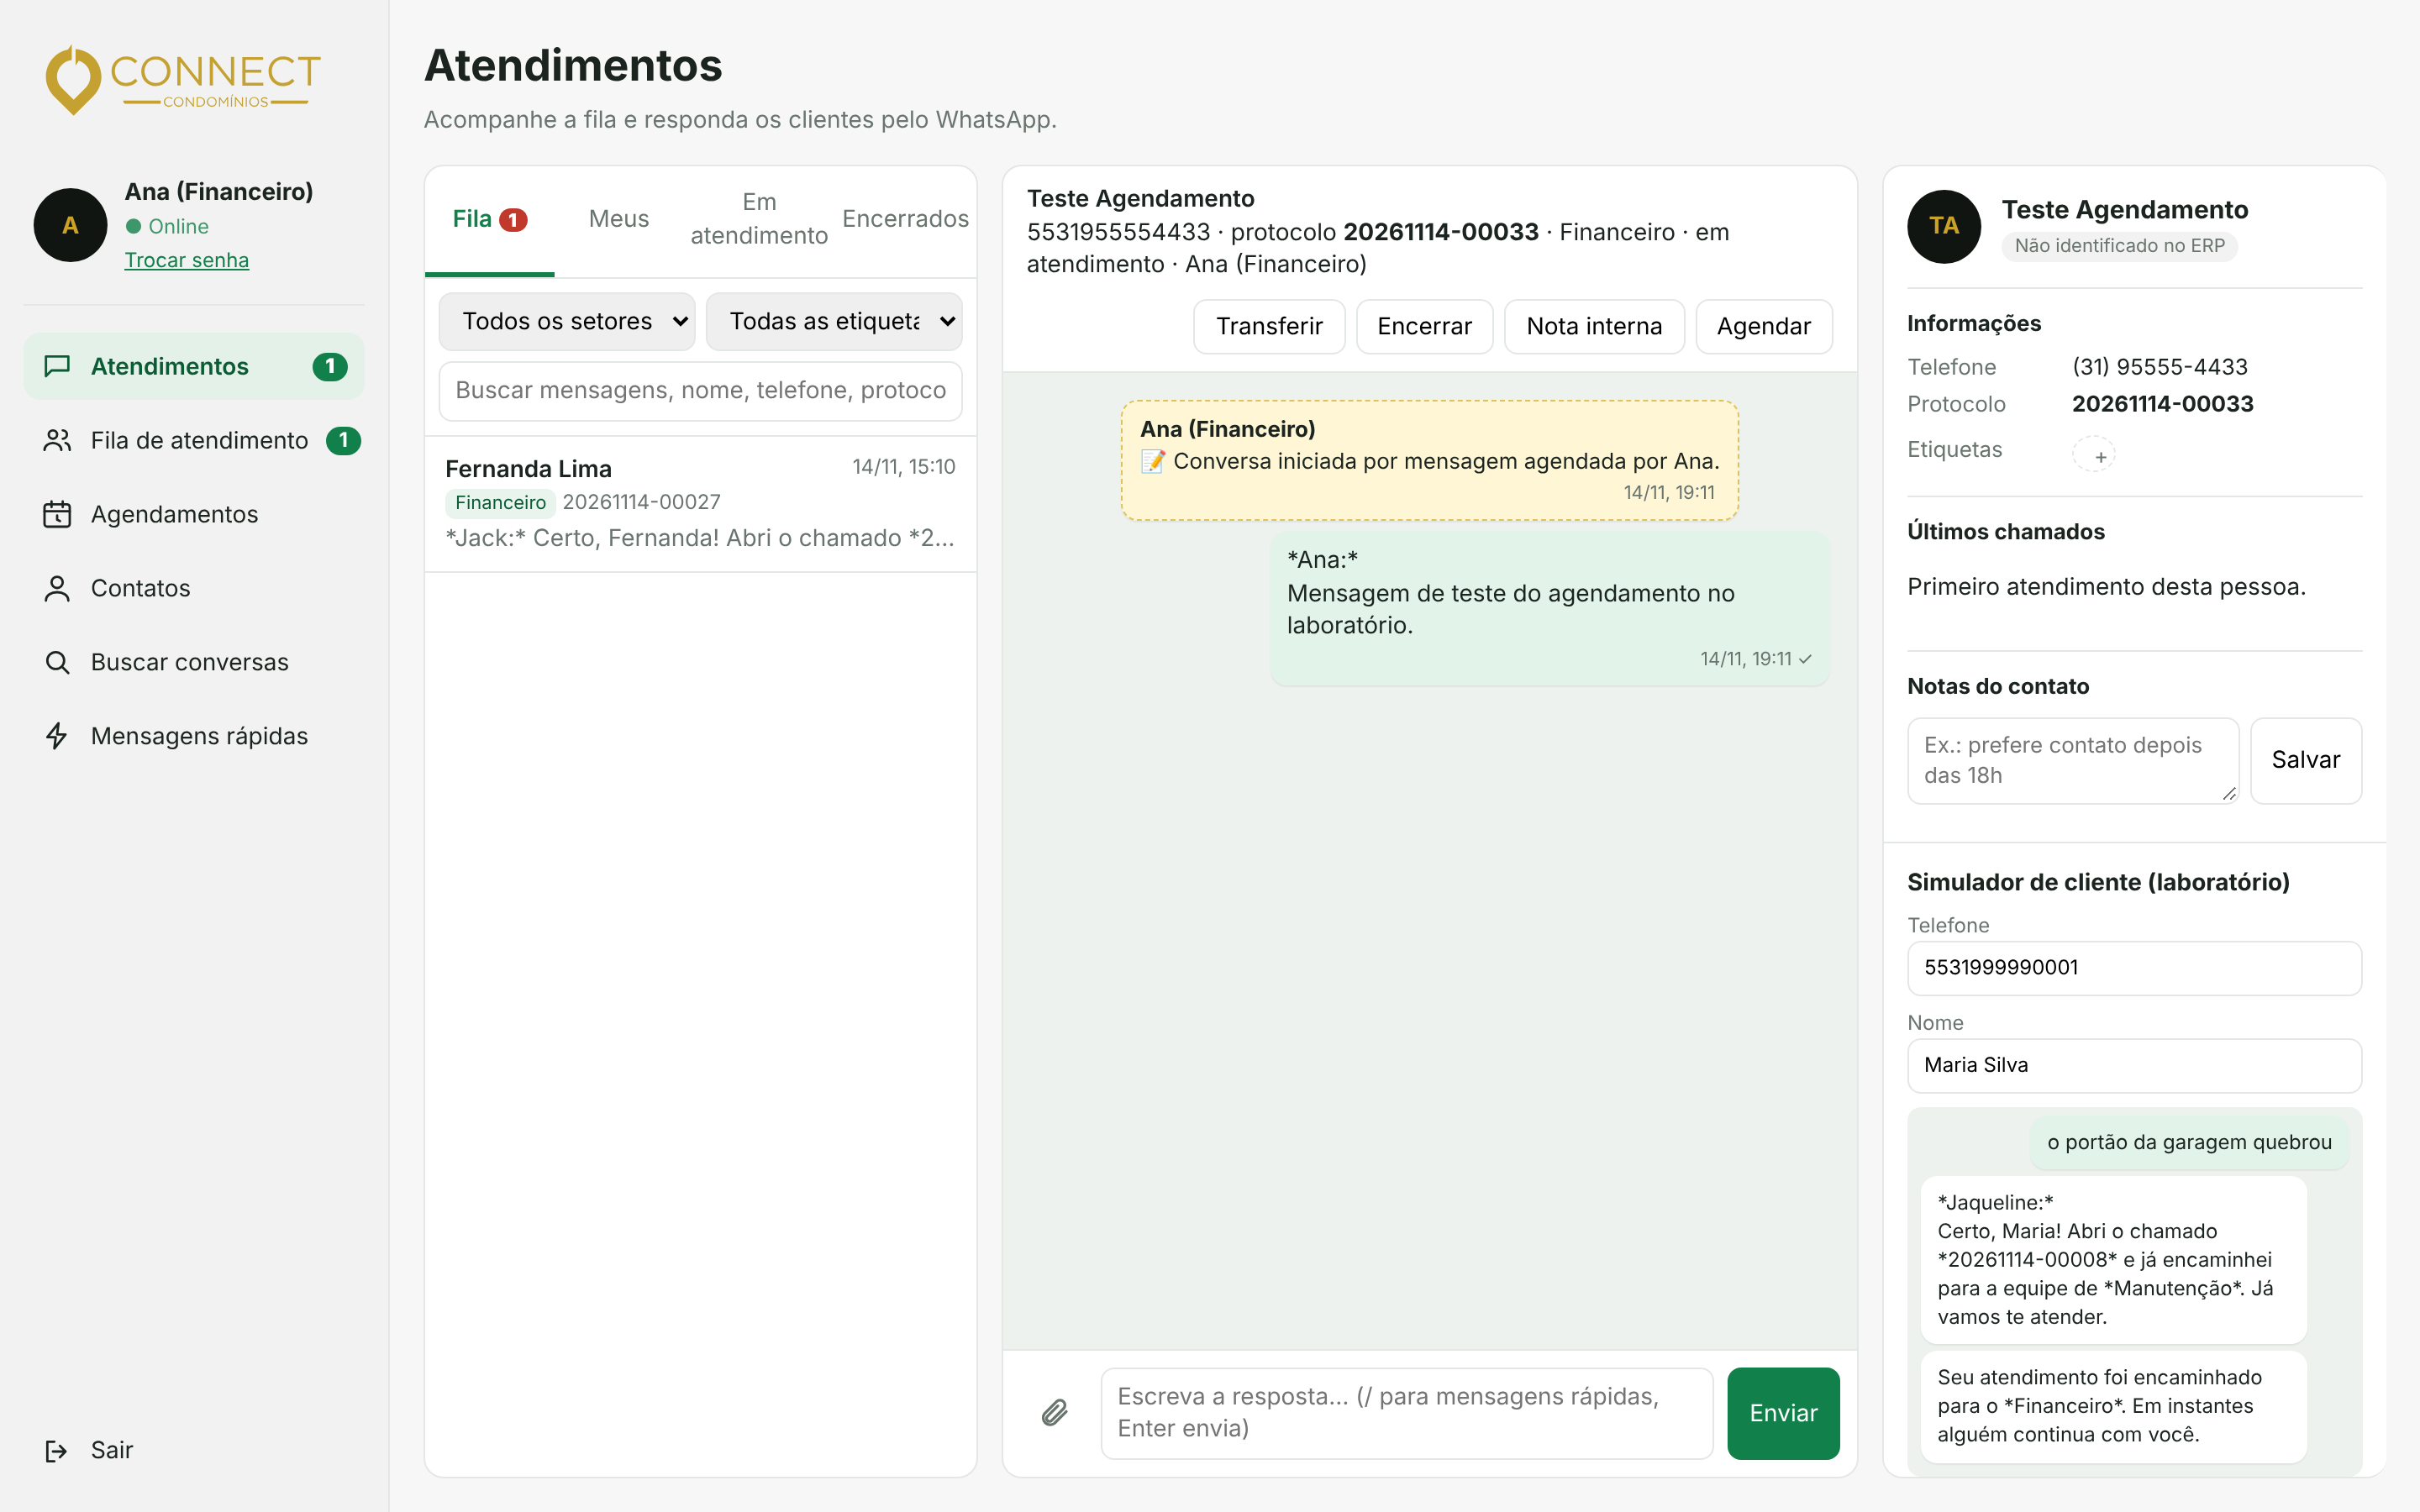 CONNECT
CONDOMÍNIOS
A
Ana (Financeiro)
Online
Trocar senha
Atendimentos 1
Fila de atendimento 1
Agendamentos
Contatos
Buscar conversas
Mensagens rápidas
Sair
Atendimentos
Acompanhe a fila e responda os clientes pelo WhatsApp.
Fila 1
Meus
Em
atendimento
Encerrados
Todos os setores
Todas as etiqueta
Buscar mensagens, nome, telefone, protoco
Fernanda Lima 14/11, 15:10
Financeiro 20261114-00027
*Jack:* Certo, Fernanda! Abri o chamado *2...
Teste Agendamento
5531955554433 · protocolo 20261114-00033 · Financeiro · em
atendimento · Ana (Financeiro)
Transferir
Encerrar
Nota interna
Agendar
Ana (Financeiro)
📝 Conversa iniciada por mensagem agendada por Ana.
14/11, 19:11
*Ana:*
Mensagem de teste do agendamento no
laboratório.
14/11, 19:11 ✓
Escreva a resposta... (/ para mensagens rápidas,
Enter envia)
Enviar
TA
Teste Agendamento
Não identificado no ERP
Informações
Telefone (31) 95555-4433
Protocolo 20261114-00033
Etiquetas +
Últimos chamados
Primeiro atendimento desta pessoa.
Notas do contato
Ex.: prefere contato depois
das 18h
Salvar
Simulador de cliente (laboratório)
Telefone
5531999990001
Nome
Maria Silva
o portão da garagem quebrou
*Jaqueline:*
Certo, Maria! Abri o chamado
*20261114-00008* e já encaminhei
para a equipe de *Manutenção*. Já
vamos te atender.
Seu atendimento foi encaminhado
para o *Financeiro*. Em instantes
alguém continua com você.